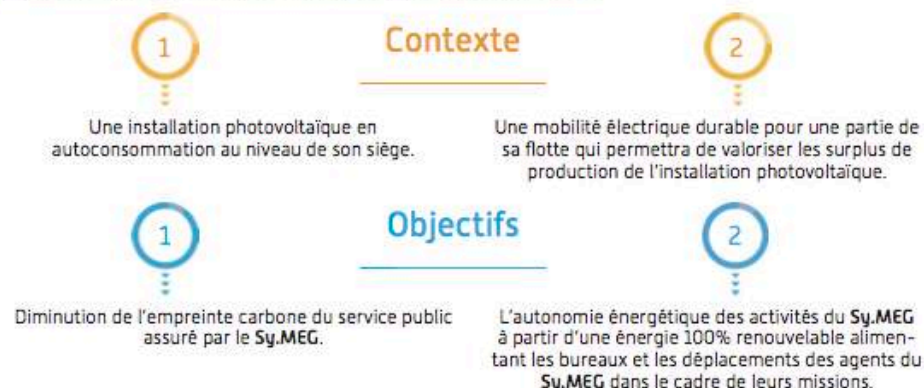 Contexte
1
Une installation photovoltaïque en
autoconsommation au niveau de son siège.
2
Une mobilité électrique durable pour une partie de
sa flotte qui permettra de valoriser les surplus de
production de l'installation photovoltaïque.
Objectifs
1
Diminution de l'empreinte carbone du service public
assuré par le Sy.MEG.
2
L'autonomie énergétique des activités du Sy.MEG
à partir d'une énergie 100% renouvelable alimen-
tant les bureaux et les déplacements des agents du
Sy.MEG dans le cadre de leurs missions.